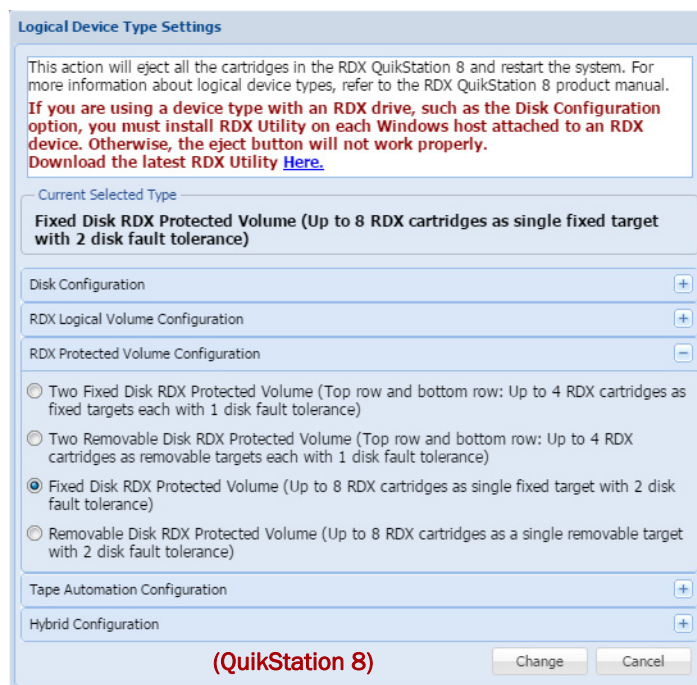 Logical Device Type Settings
This action will eject all the cartridges in the RDX QuikStation 8 and restart the system. For
more information about logical device types, refer to the RDX QuikStation 8 product manual.
If you are using a device type with an RDX drive, such as the Disk Configuration
option, you must install RDX Utility on each Windows host attached to an RDX
device. Otherwise, the eject button will not work properly.
Download the latest RDX Utility Here.
Current Selected Type
Fixed Disk RDX Protected Volume (Up to 8 RDX cartridges as single fixed target
with 2 disk fault tolerance)
Disk Configuration
RDX Logical Volume Configuration
RDX Protected Volume Configuration
Two Fixed Disk RDX Protected Volume (Top row and bottom row: Up to 4 RDX cartridges as
fixed targets each with 1 disk fault tolerance)
Two Removable Disk RDX Protected Volume (Top row and bottom row: Up to 4 RDX
cartridges as removable targets each with 1 disk fault tolerance)
Fixed Disk RDX Protected Volume (Up to 8 RDX cartridges as single fixed target with 2 disk
fault tolerance)
Removable Disk RDX Protected Volume (Up to 8 RDX cartridges as a single removable target
with 2 disk fault tolerance)
Tape Automation Configuration
Hybrid Configuration
(QuikStation 8) Change Cancel